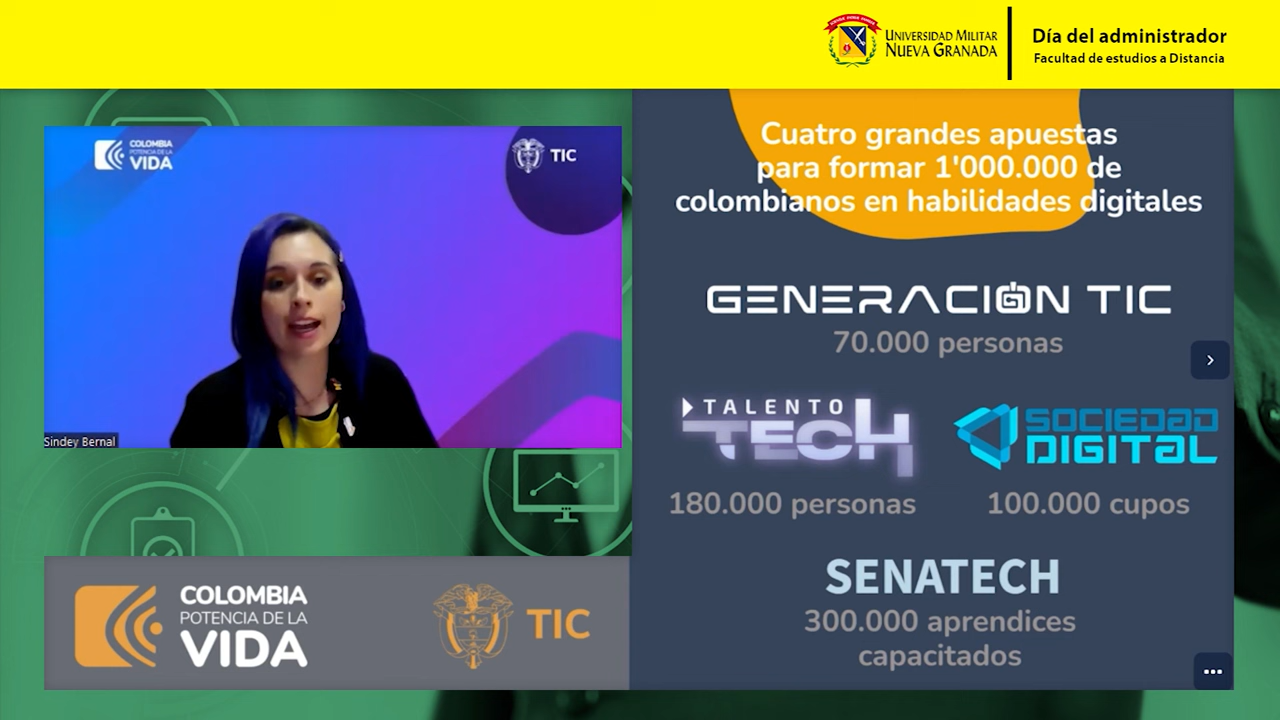 UNIVERSIDAD MILITAR
NUEVA GRANADA
Día del administrador
Facultad de estudios a Distancia
COLOMBIA
POTENCIA DE LA
VIDA
TIC
Sindey Bernal
Cuatro grandes apuestas
para formar 1'000.000 de
colombianos en habilidades digitales
GENERACIÓN TIC
70.000 personas
TALENTO
TECH
180.000 personas
SOCIEDAD
DIGITAL
100.000 cupos
SENATECH
300.000 aprendices
capacitados
COLOMBIA
POTENCIA DE LA
VIDA
TIC